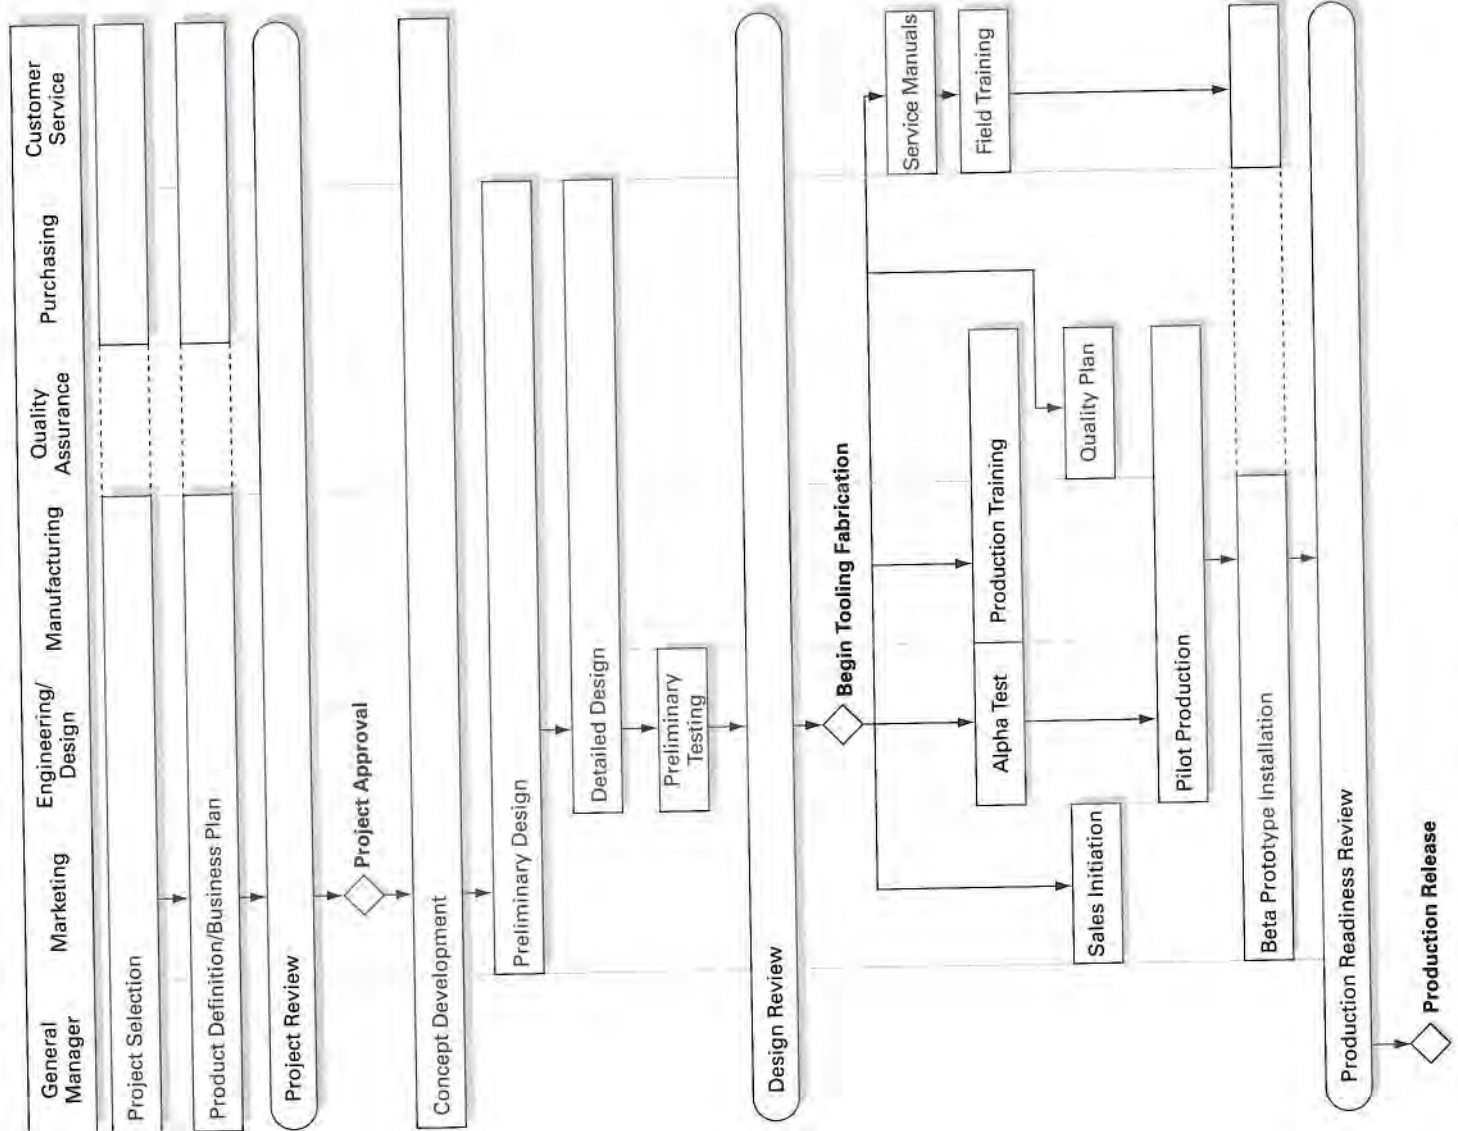 General
Manager
Marketing
Engineering/
Design
Manufacturing
Quality
Assurance
Purchasing
Customer
Service
Project Selection
Product Definition/Business Plan
Project Review
Project Approval
Concept Development
Preliminary Design
Detailed Design
Preliminary
Testing
Design Review
Begin Tooling Fabrication
Service Manuals
Field Training
Alpha Test
Production Training
Quality Plan
Sales Initiation
Pilot Production
Beta Prototype Installation
Production Readiness Review
Production Release